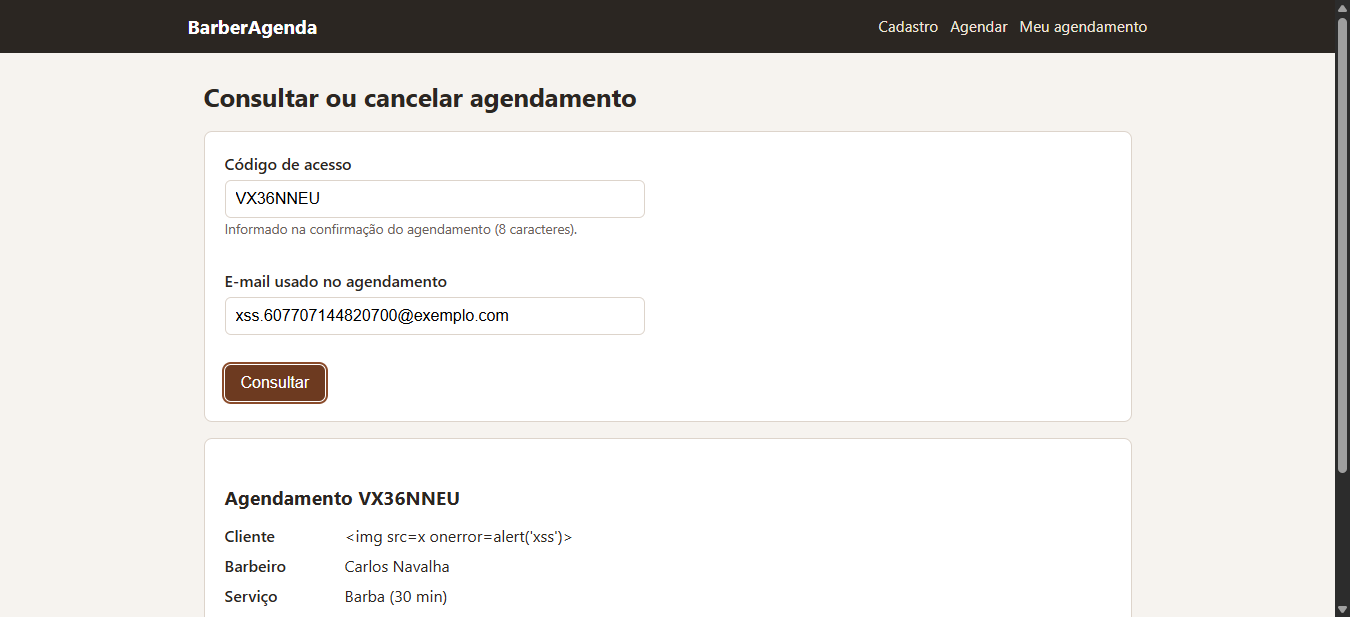 BarberAgenda
Cadastro Agendar Meu agendamento
Consultar ou cancelar agendamento
Código de acesso
VX36NNEU
Informado na confirmação do agendamento (8 caracteres).
E-mail usado no agendamento
xss.607707144820700@exemplo.com
Consultar
Agendamento VX36NNEU
Cliente <img src=x onerror=alert('xss')>
Barbeiro Carlos Navalha
Serviço Barba (30 min)